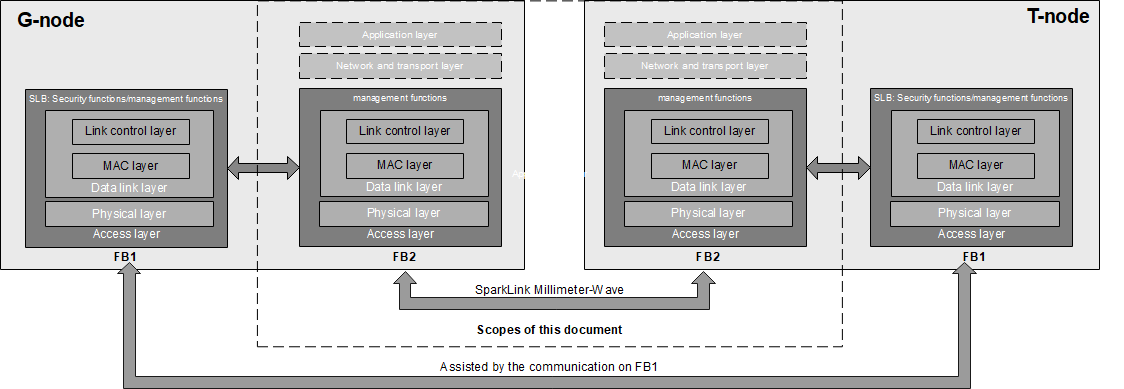 G-node
T-node
Application layer
Network and transport layer
Application layer
Network and transport layer
SLB: Security functions/management functions
Link control layer
MAC layer
Data link layer
Physical layer
Access layer
FB1
management functions
Link control layer
MAC layer
Data link layer
Physical layer
Access layer
FB2
management functions
Link control layer
MAC layer
Data link layer
Physical layer
Access layer
FB2
SLB: Security functions/management functions
Link control layer
MAC layer
Data link layer
Physical layer
Access layer
FB1
SparkLink Millimeter-Wave
Scopes of this document
Assisted by the communication on FB1